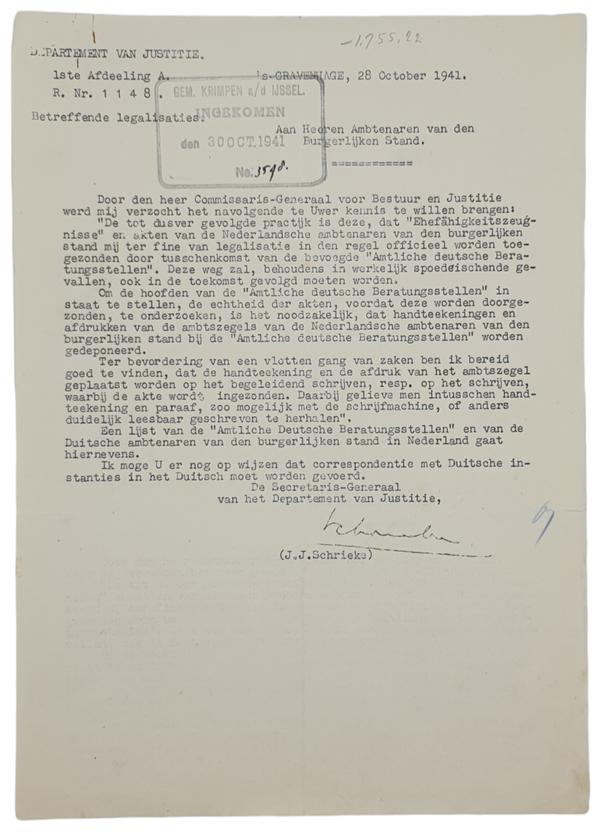 -1.755.22
DEPARTEMENT VAN JUSTITIE.
1ste Afdeeling A. 's-GRAVENHAGE, 28 October 1941.
R. Nr. 1 1 4 8 .
GEM. KRIMPEN a/d IJSSEL.
INGEKOMEN
den 30 OCT. 1941
No. 3598.
Betreffende legalisaties.
Aan Heeren Ambtenaren van den
Burgerlijken Stand.
============
Door den heer Commissaris-Generaal voor Bestuur en Justitie
werd mij verzocht het navolgende te Uwer kennis te willen brengen:
"De tot dusver gevolgde practijk is deze, dat "Ehefähigkeitszeug-
nisse" en akten van de Nederlandsche ambtenaren van den burgerlijken
stand mij ter fine van legalisatie in den regel officieel worden toe-
gezonden door tusschenkomst van de bevoegde "Amtliche deutsche Bera-
tungsstellen". Deze weg zal, behoudens in werkelijk spoedeischende ge-
vallen, ook in de toekomst gevolgd moeten worden.
Om de hoofden van de "Amtliche deutsche Beratungsstellen" in
staat te stellen, de echtheid der akten, voordat deze worden doorge-
zonden, te onderzoeken, is het noodzakelijk, dat handteekeningen en
afdrukken van de ambtszegels van de Nederlandsche ambtenaren van den
burgerlijken stand bij de "Amtliche deutsche Beratungsstellen" worden
gedeponeerd.
Ter bevordering van een vlotten gang van zaken ben ik bereid
goed te vinden, dat de handteekening en de afdruk van het ambtszegel
geplaatst worden op het begeleidend schrijven, resp. op het schrijven,
waarbij de akte wordt ingezonden. Daarbij gelieve men intusschen hand-
teekening en paraaf, zoo mogelijk met de schrijfmachine, of anders
duidelijk leesbaar geschreven te herhalen".
Een lijst van de "Amtliche Deutsche Beratungsstellen" en van de
Duitsche ambtenaren van den burgerlijken stand in Nederland gaat
hiernevens.
Ik moge U er nog op wijzen dat correspondentie met Duitsche in-
stanties in het Duitsch moet worden gevoerd.
De Secretaris-Generaal
van het Departement van Justitie,
(J.J.Schrieke)